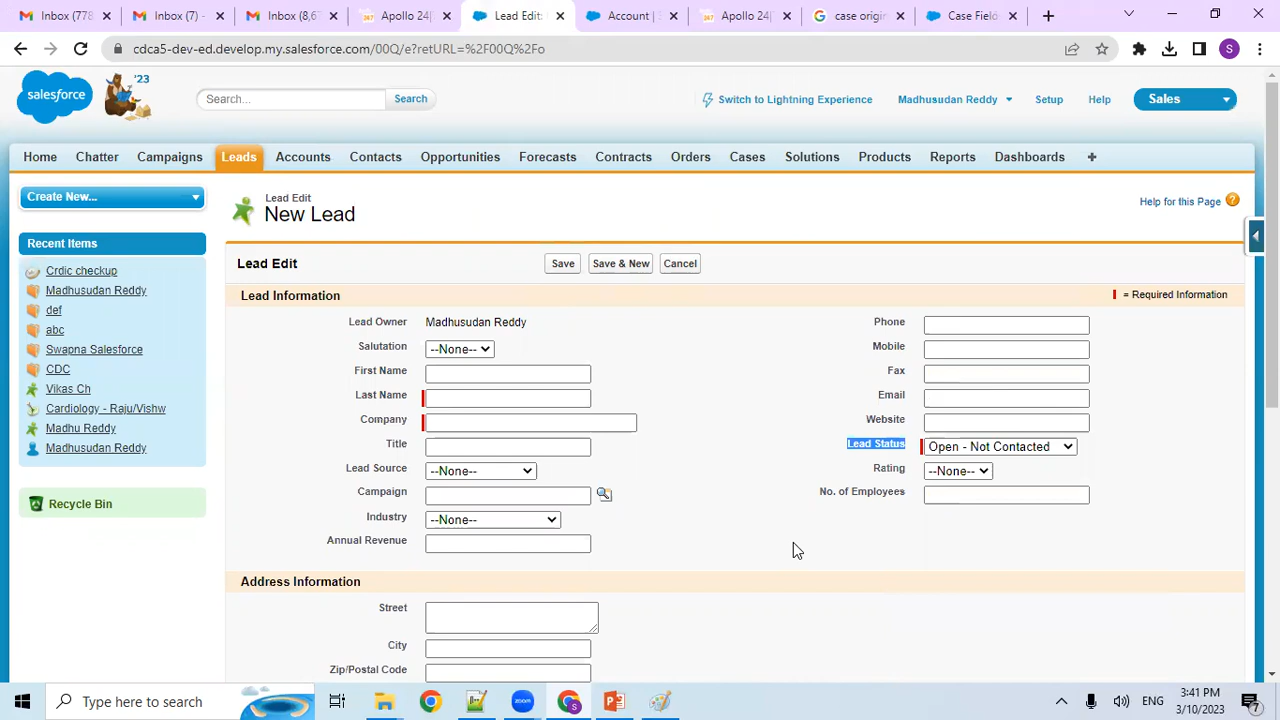 Inbox (778
Inbox (7) -
Inbox (8,6
Apollo 24|
Lead Edit:
Account |
Apollo 24|
case origin
Case Field
cdca5-dev-ed.develop.my.salesforce.com/00Q/e?retURL=%2F00Q%2Fo
S
salesforce
'23
Search...
Search
Switch to Lightning Experience
Madhusudan Reddy
Setup
Help
Sales
Home
Chatter
Campaigns
Leads
Accounts
Contacts
Opportunities
Forecasts
Contracts
Orders
Cases
Solutions
Products
Reports
Dashboards
+
Create New...
Recent Items
Crdic checkup
Madhusudan Reddy
def
abc
Swapna Salesforce
CDC
Vikas Ch
Cardiology - Raju/Vishw
Madhu Reddy
Madhusudan Reddy
Recycle Bin
Lead Edit
New Lead
Help for this Page
Lead Edit
Save
Save & New
Cancel
Lead Information
= Required Information
Lead Owner Madhusudan Reddy
Salutation --None--
First Name
Last Name
Company
Title
Lead Source --None--
Campaign
Industry --None--
Annual Revenue
Phone
Mobile
Fax
Email
Website
Lead Status Open - Not Contacted
Rating --None--
No. of Employees
Address Information
Street
City
Zip/Postal Code
Type here to search
zoom
ENG
3:41 PM
3/10/2023
7